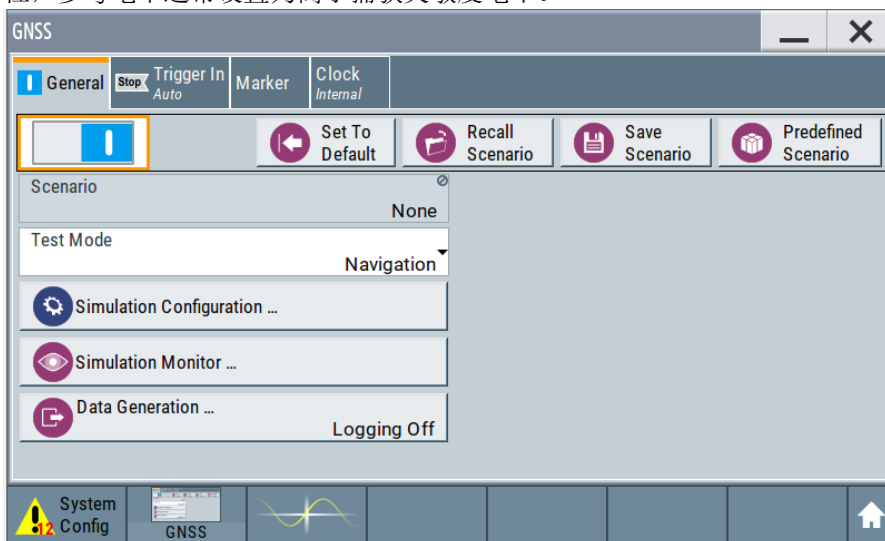 GNSS
General
Stop
Trigger In
Auto
Marker
Clock
Internal
Set To
Default
Recall
Scenario
Save
Scenario
Predefined
Scenario
Scenario
None
Test Mode
Navigation
Simulation Configuration ...
Simulation Monitor ...
Data Generation ...
Logging Off
12
System
Config
GNSS